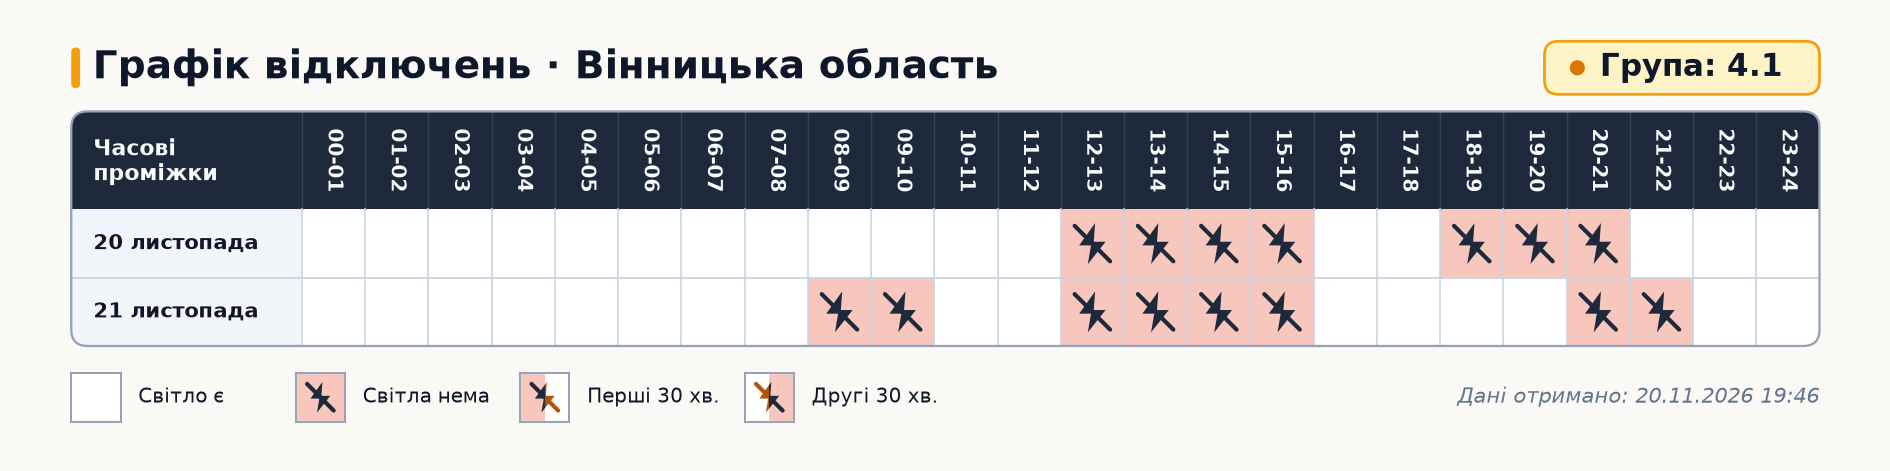 Графік відключень · Вінницька область
Група: 4.1
Часові
проміжки
00-01 01-02 02-03 03-04 04-05 05-06 06-07 07-08 08-09 09-10 10-11 11-12 12-13 13-14 14-15 15-16 16-17 17-18 18-19 19-20 20-21 21-22 22-23 23-24
20 листопада
21 листопада
Світло є
Світла нема
Перші 30 хв.
Другі 30 хв.
Дані отримано: 20.11.2026 19:46